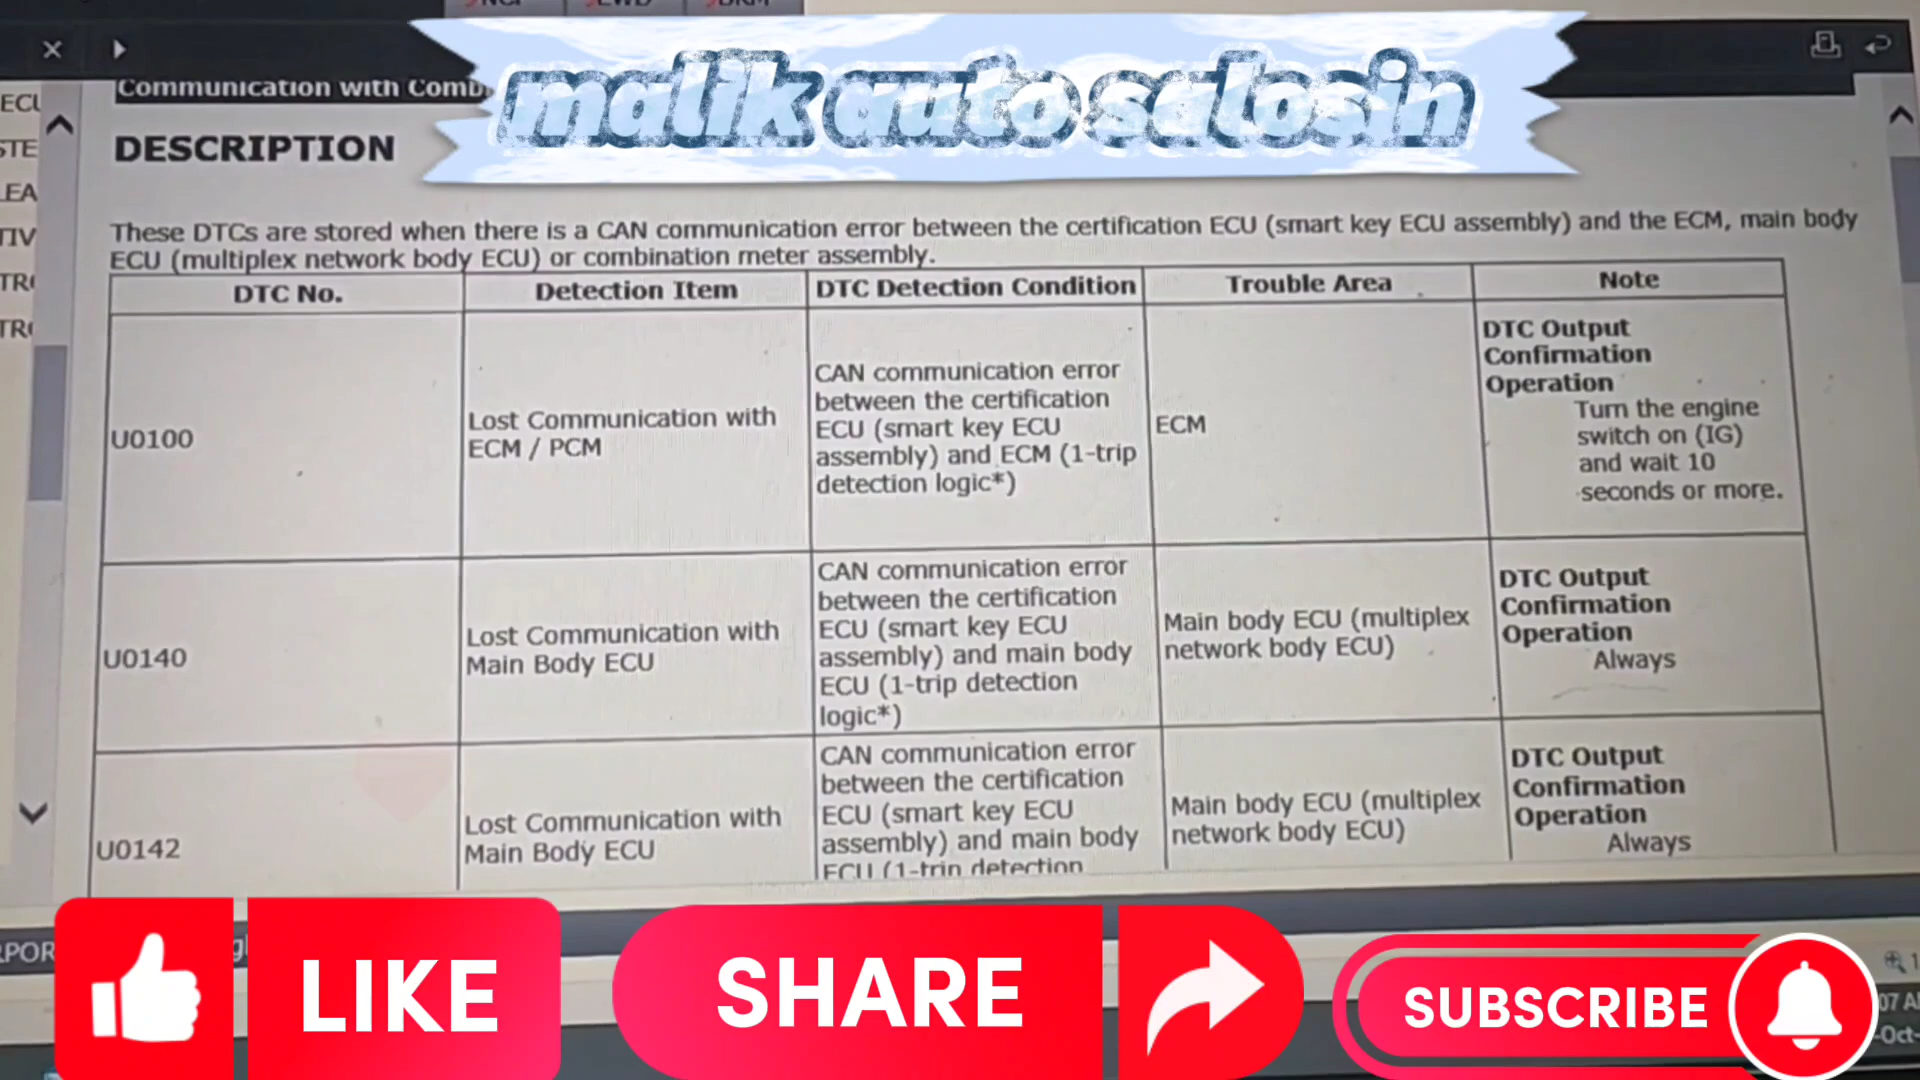 malik auto satosin
Communication with Comb
DESCRIPTION
These DTCs are stored when there is a CAN communication error between the certification ECU (smart key ECU assembly) and the ECM, main body
ECU (multiplex network body ECU) or combination meter assembly.
DTC No.
Detection Item
DTC Detection Condition
Trouble Area
Note
U0100
Lost Communication with
ECM / PCM
CAN communication error
between the certification
ECU (smart key ECU
assembly) and ECM (1-trip
detection logic*)
ECM
DTC Output
Confirmation
Operation
Turn the engine
switch on (IG)
and wait 10
seconds or more.
U0140
Lost Communication with
Main Body ECU
CAN communication error
between the certification
ECU (smart key ECU
assembly) and main body
ECU (1-trip detection
logic*)
Main body ECU (multiplex
network body ECU)
DTC Output
Confirmation
Operation
Always
U0142
Lost Communication with
Main Body ECU
CAN communication error
between the certification
ECU (smart key ECU
assembly) and main body
ECU (1-trip detection
Main body ECU (multiplex
network body ECU)
DTC Output
Confirmation
Operation
Always
LIKE
SHARE
SUBSCRIBE